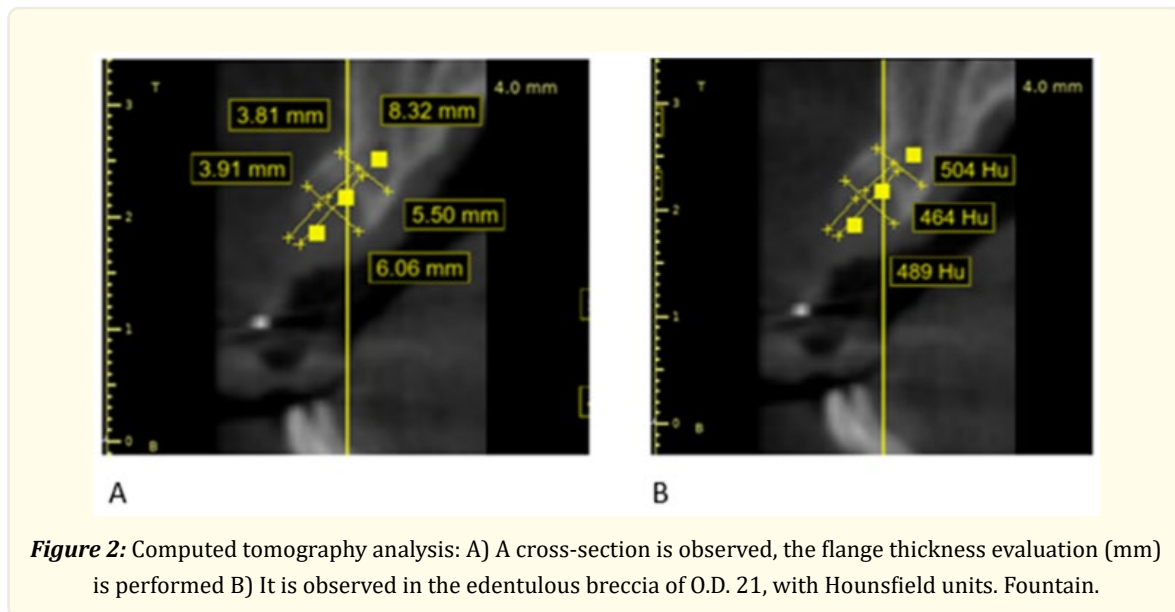 T
4.0 mm
3.81 mm
8.32 mm
3
3.91 mm
5.50 mm
2
6.06 mm
1
0
B
T
4.0 mm
3
504 Hu
464 Hu
2
489 Hu
1
0
B
A
B
Figure 2: Computed tomography analysis: A) A cross-section is observed, the flange thickness evaluation (mm)
is performed B) It is observed in the edentulous breccia of O.D. 21, with Hounsfield units. Fountain.